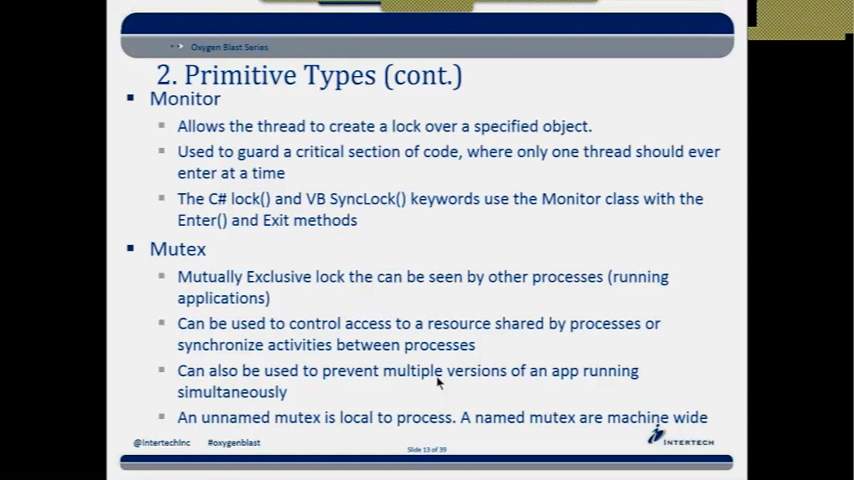 Oxygen Blast Series
2. Primitive Types (cont.)
Monitor
Allows the thread to create a lock over a specified object.
Used to guard a critical section of code, where only one thread should ever
enter at a time
The C# lock() and VB SyncLock() keywords use the Monitor class with the
Enter() and Exit methods
Mutex
Mutually Exclusive lock the can be seen by other processes (running
applications)
Can be used to control access to a resource shared by processes or
synchronize activities between processes
Can also be used to prevent multiple versions of an app running
simultaneously
An unnamed mutex is local to process. A named mutex are machine wide
@IntertechInc #oxygenblast
INTERTECH
Slide 13 of 39